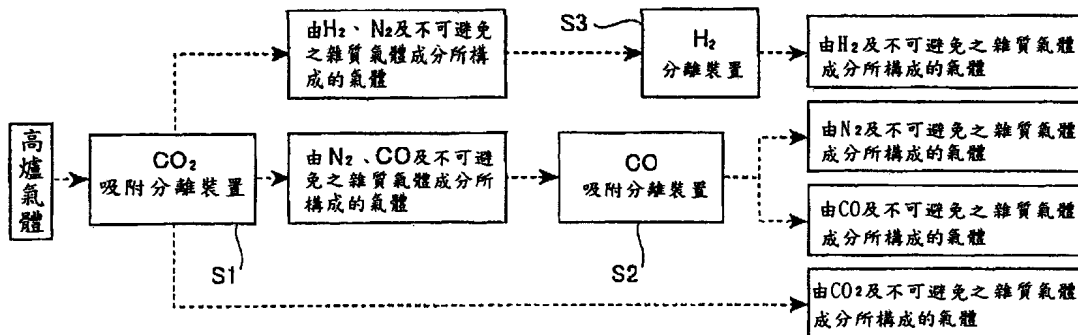 高爐氣體
CO₂
吸附分離裝置
S1
由H₂、N₂及不可避免
之雜質氣體成分所構
成的氣體
由N₂、CO及不可避
免之雜質氣體成分所
構成的氣體
S3
H₂
分離裝置
CO
吸附分離裝置
S2
由H₂及不可避免之雜質氣體
成分所構成的氣體
由N₂及不可避免之雜質氣體
成分所構成的氣體
由CO及不可避免之雜質氣體
成分所構成的氣體
由CO₂及不可避免之雜質氣體
成分所構成的氣體